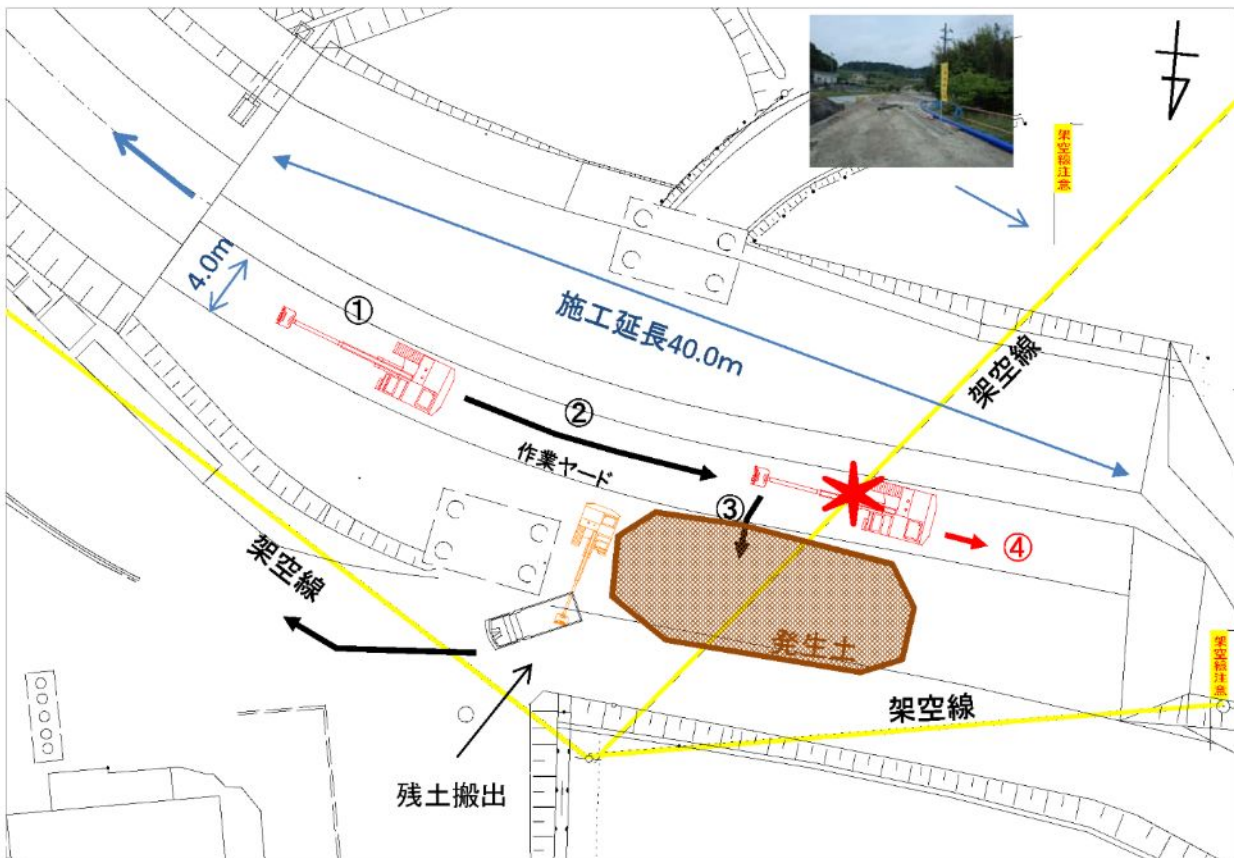 架空線注意
4.0m
①
施工延長40.0m
架空線
②
作業ヤード
③
④
架空線
発生土
架空線注意
架空線
残土搬出